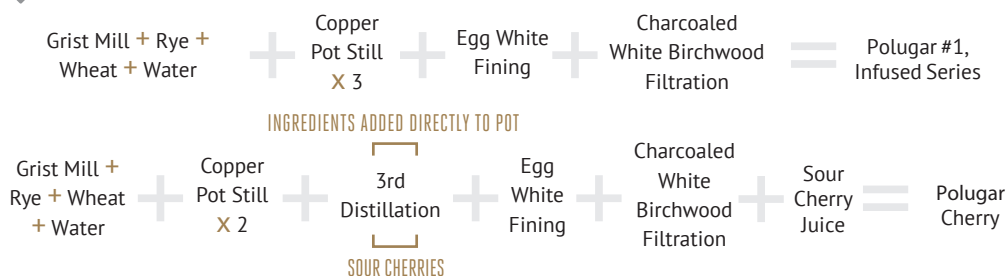 Grist Mill + Rye +
Wheat + Water
+
Copper
Pot Still
X 3
+
Egg White
Fining
+
Charcoaled
White Birchwood
Filtration
=
Polugar #1,
Infused Series
INGREDIENTS ADDED DIRECTLY TO POT
Grist Mill +
Rye + Wheat
+ Water
+
Copper
Pot Still
X 2
+
3rd
Distillation
+
Egg
White
Fining
+
Charcoaled
White
Birchwood
Filtration
+
Sour
Cherry
Juice
=
Polugar
Cherry
SOUR CHERRIES